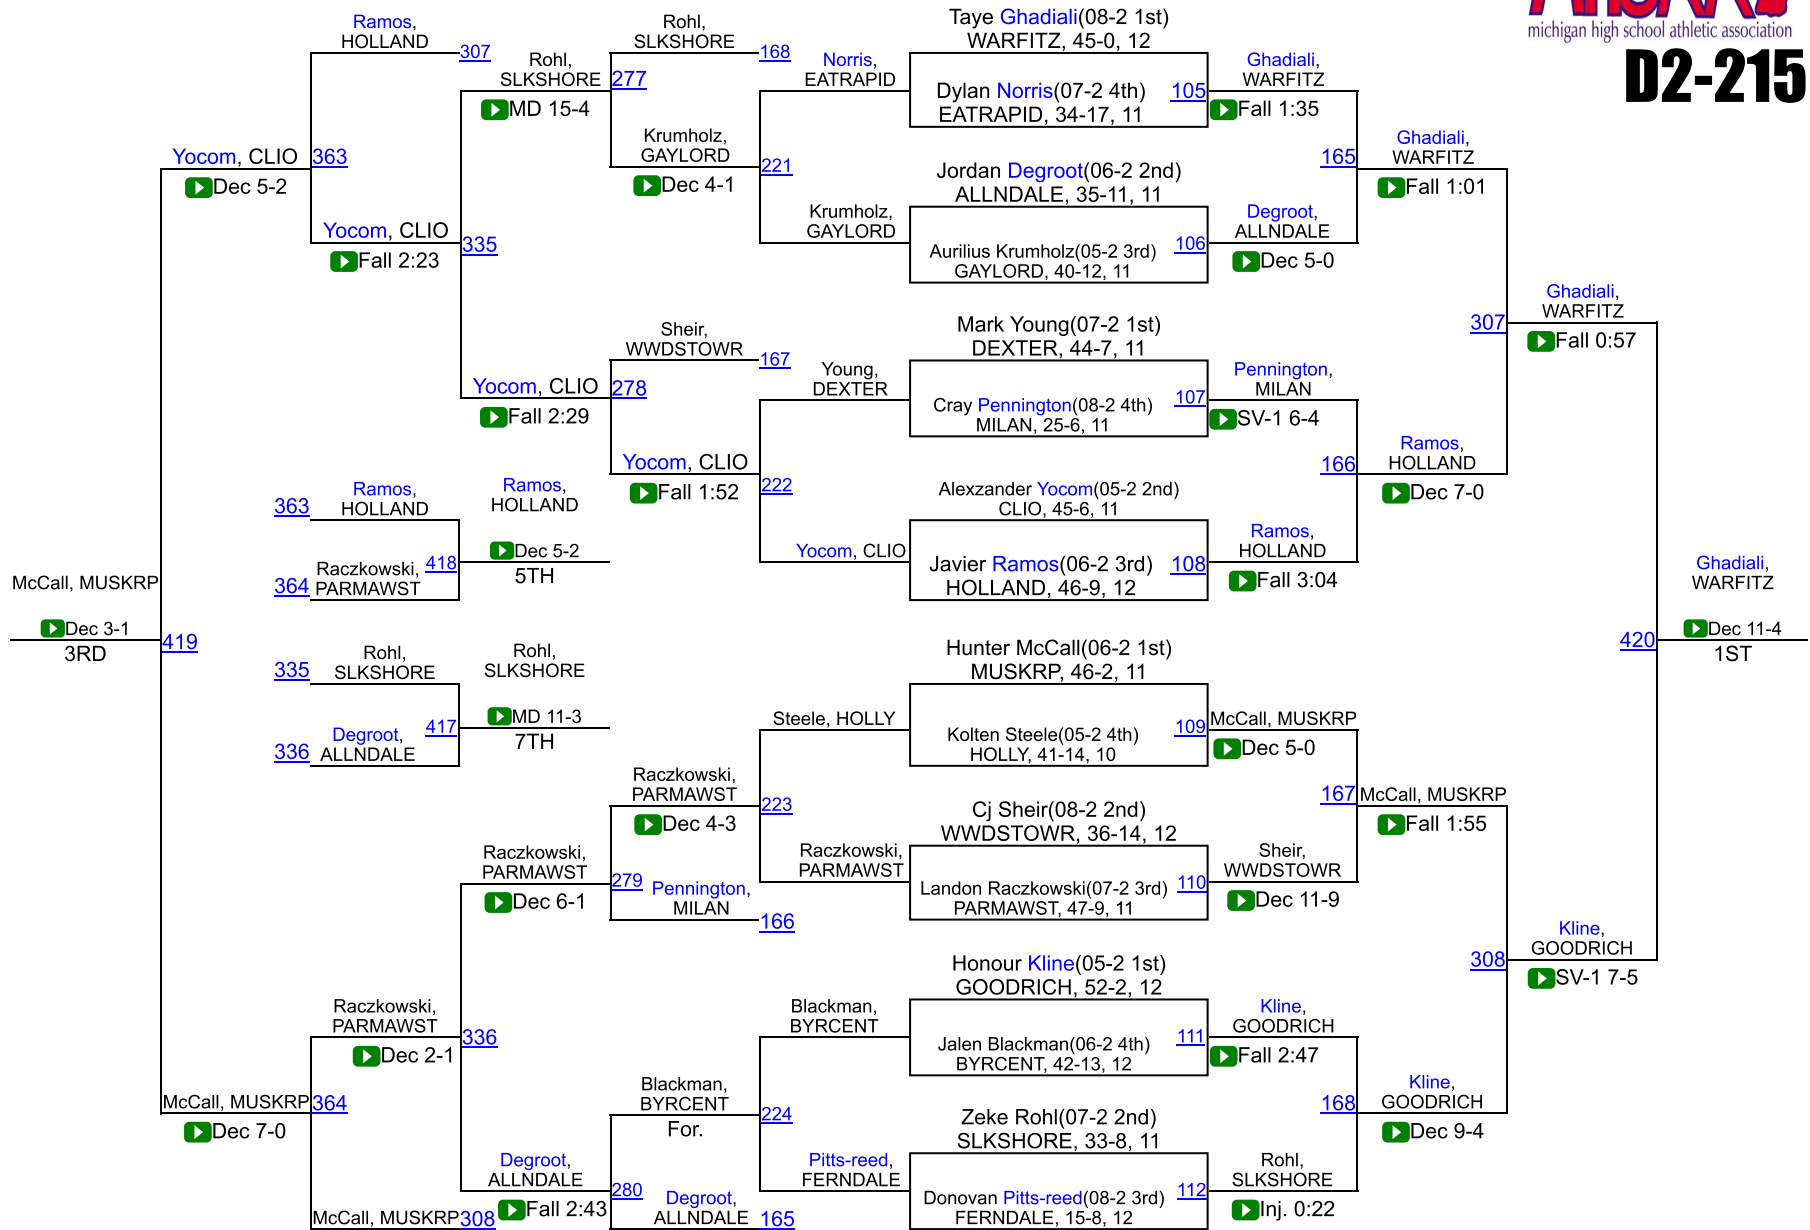 michigan high school athletic association
D2-215
Ramos,
HOLLAND
307
Yocom, CLIO
Dec 5-2
363
Yocom, CLIO
Fall 2:23
335
Rohl,
SLKSHORE
MD 15-4
277
Rohl,
SLKSHORE
168
Krumholz,
GAYLORD
Dec 4-1
221
Norris,
EATRAPID
Krumholz,
GAYLORD
Yocom, CLIO
Fall 2:29
278
Sheir,
WWDSTOWR
167
Yocom, CLIO
Fall 1:52
222
Young,
DEXTER
Yocom, CLIO
363
Ramos,
HOLLAND
364
Raczkowski,
PARMAWST
418
Ramos,
HOLLAND
Dec 5-2
5TH
McCall, MUSKRP
Dec 3-1
3RD
419
335
Rohl,
SLKSHORE
336
Degroot,
ALLNDALE
417
Rohl,
SLKSHORE
MD 11-3
7TH
Steele, HOLLY
Raczkowski,
PARMAWST
Dec 4-3
223
Raczkowski,
PARMAWST
Raczkowski,
PARMAWST
Dec 6-1
279
Pennington,
MILAN
166
Raczkowski,
PARMAWST
Dec 2-1
336
McCall, MUSKRP
Dec 7-0
364
McCall, MUSKRP
308
Blackman,
BYRCENT
Blackman,
BYRCENT
For.
224
Pitts-reed,
FERNDALE
Degroot,
ALLNDALE
Fall 2:43
280
Degroot,
ALLNDALE
165
Taye Ghadiali(08-2 1st)
WARFITZ, 45-0, 12
Dylan Norris(07-2 4th)
EATRAPID, 34-17, 11
105
Jordan Degroot(06-2 2nd)
ALLNDALE, 35-11, 11
Aurilius Krumholz(05-2 3rd)
GAYLORD, 40-12, 11
106
Mark Young(07-2 1st)
DEXTER, 44-7, 11
Cray Pennington(08-2 4th)
MILAN, 25-6, 11
107
Alexzander Yocom(05-2 2nd)
CLIO, 45-6, 11
Javier Ramos(06-2 3rd)
HOLLAND, 46-9, 12
108
Hunter McCall(06-2 1st)
MUSKRP, 46-2, 11
Kolten Steele(05-2 4th)
HOLLY, 41-14, 10
109
Cj Sheir(08-2 2nd)
WWDSTOWR, 36-14, 12
Landon Raczkowski(07-2 3rd)
PARMAWST, 47-9, 11
110
Honour Kline(05-2 1st)
GOODRICH, 52-2, 12
Jalen Blackman(06-2 4th)
BYRCENT, 42-13, 12
111
Zeke Rohl(07-2 2nd)
SLKSHORE, 33-8, 11
Donovan Pitts-reed(08-2 3rd)
FERNDALE, 15-8, 12
112
Ghadiali,
WARFITZ
Fall 1:35
165
Degroot,
ALLNDALE
Dec 5-0
Ghadiali,
WARFITZ
Fall 1:01
Pennington,
MILAN
SV-1 6-4
166
Ramos,
HOLLAND
Fall 3:04
Ramos,
HOLLAND
Dec 7-0
307
Ghadiali,
WARFITZ
Fall 0:57
McCall, MUSKRP
Dec 5-0
167
Sheir,
WWDSTOWR
Dec 11-9
McCall, MUSKRP
Fall 1:55
Kline,
GOODRICH
Fall 2:47
168
Rohl,
SLKSHORE
Inj. 0:22
Kline,
GOODRICH
Dec 9-4
308
Kline,
GOODRICH
SV-1 7-5
420
Ghadiali,
WARFITZ
Dec 11-4
1ST